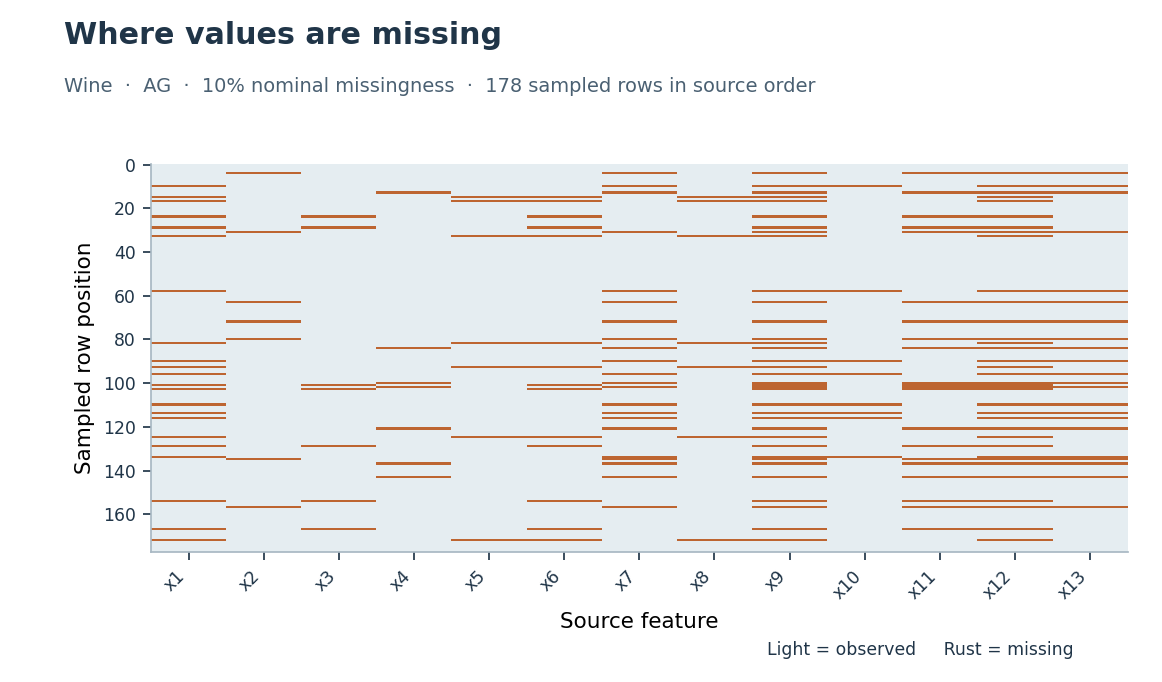 Where values are missing
Wine · AG · 10% nominal missingness · 178 sampled rows in source order
Sampled row position
0
20
40
60
80
100
120
140
160
x1 x2 x3 x4 x5 x6 x7 x8 x9 x10 x11 x12 x13
Source feature
Light = observed Rust = missing